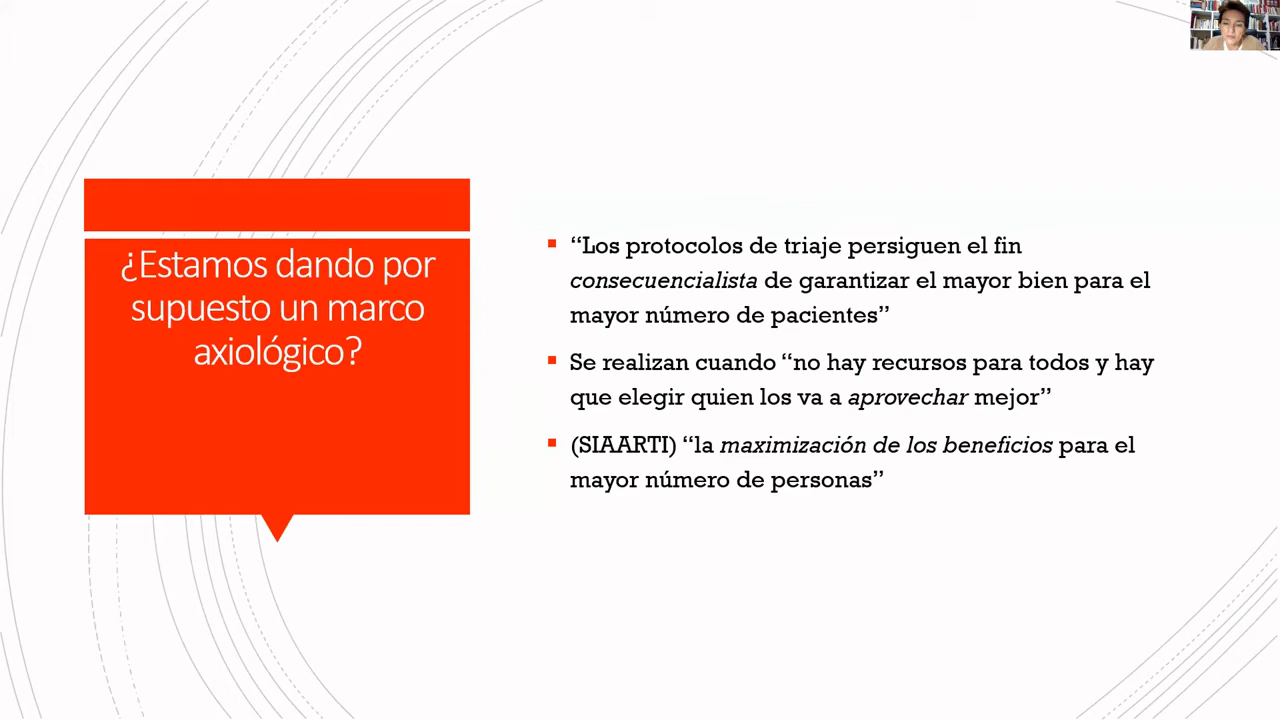 ¿Estamos dando por
supuesto un marco
axiológico?
“Los protocolos de triaje persiguen el fin
consecuencialista de garantizar el mayor bien para el
mayor número de pacientes”
Se realizan cuando “no hay recursos para todos y hay
que elegir quien los va a aprovechar mejor”
(SIAARTI) “la maximización de los beneficios para el
mayor número de personas”